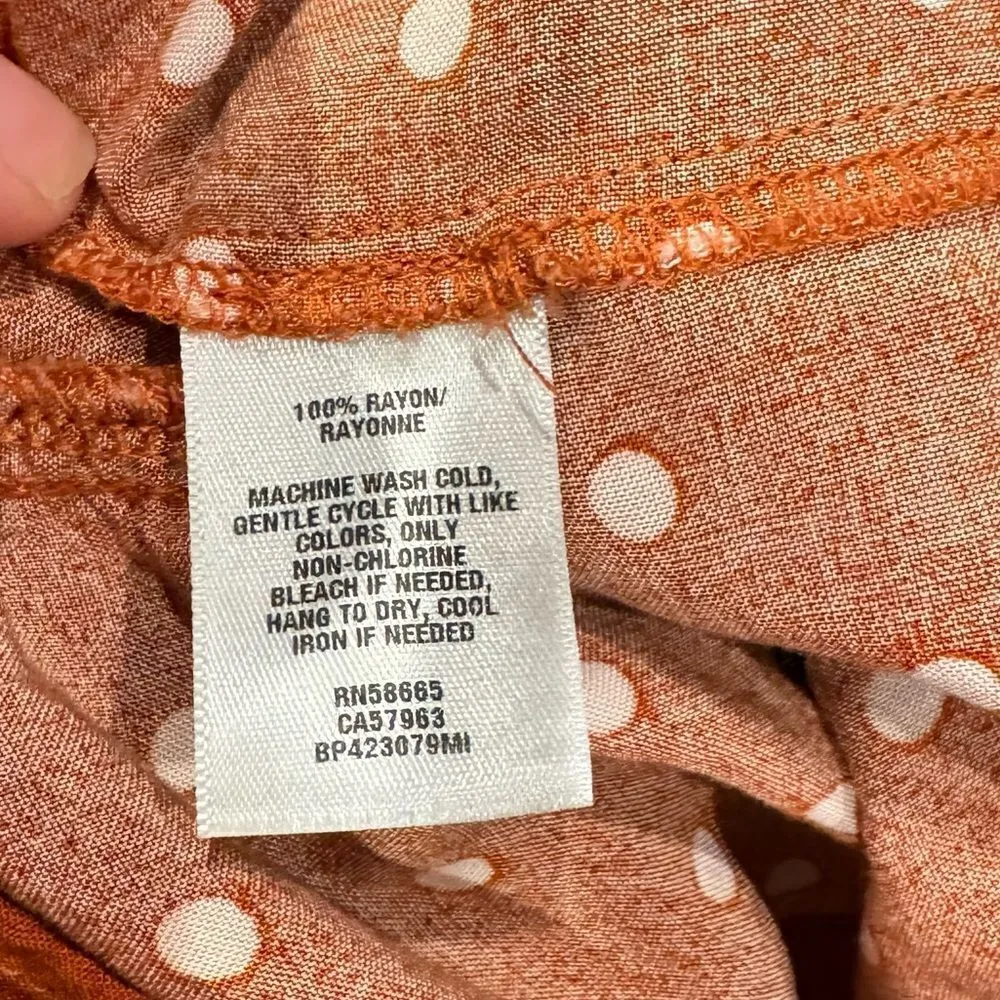 100% RAYON/
RAYONNE
MACHINE WASH COLD,
GENTLE CYCLE WITH LIKE
COLORS, ONLY
NON-CHLORINE
BLEACH IF NEEDED,
HANG TO DRY, COOL
IRON IF NEEDED
RN58665
CA57963
BP423079MI